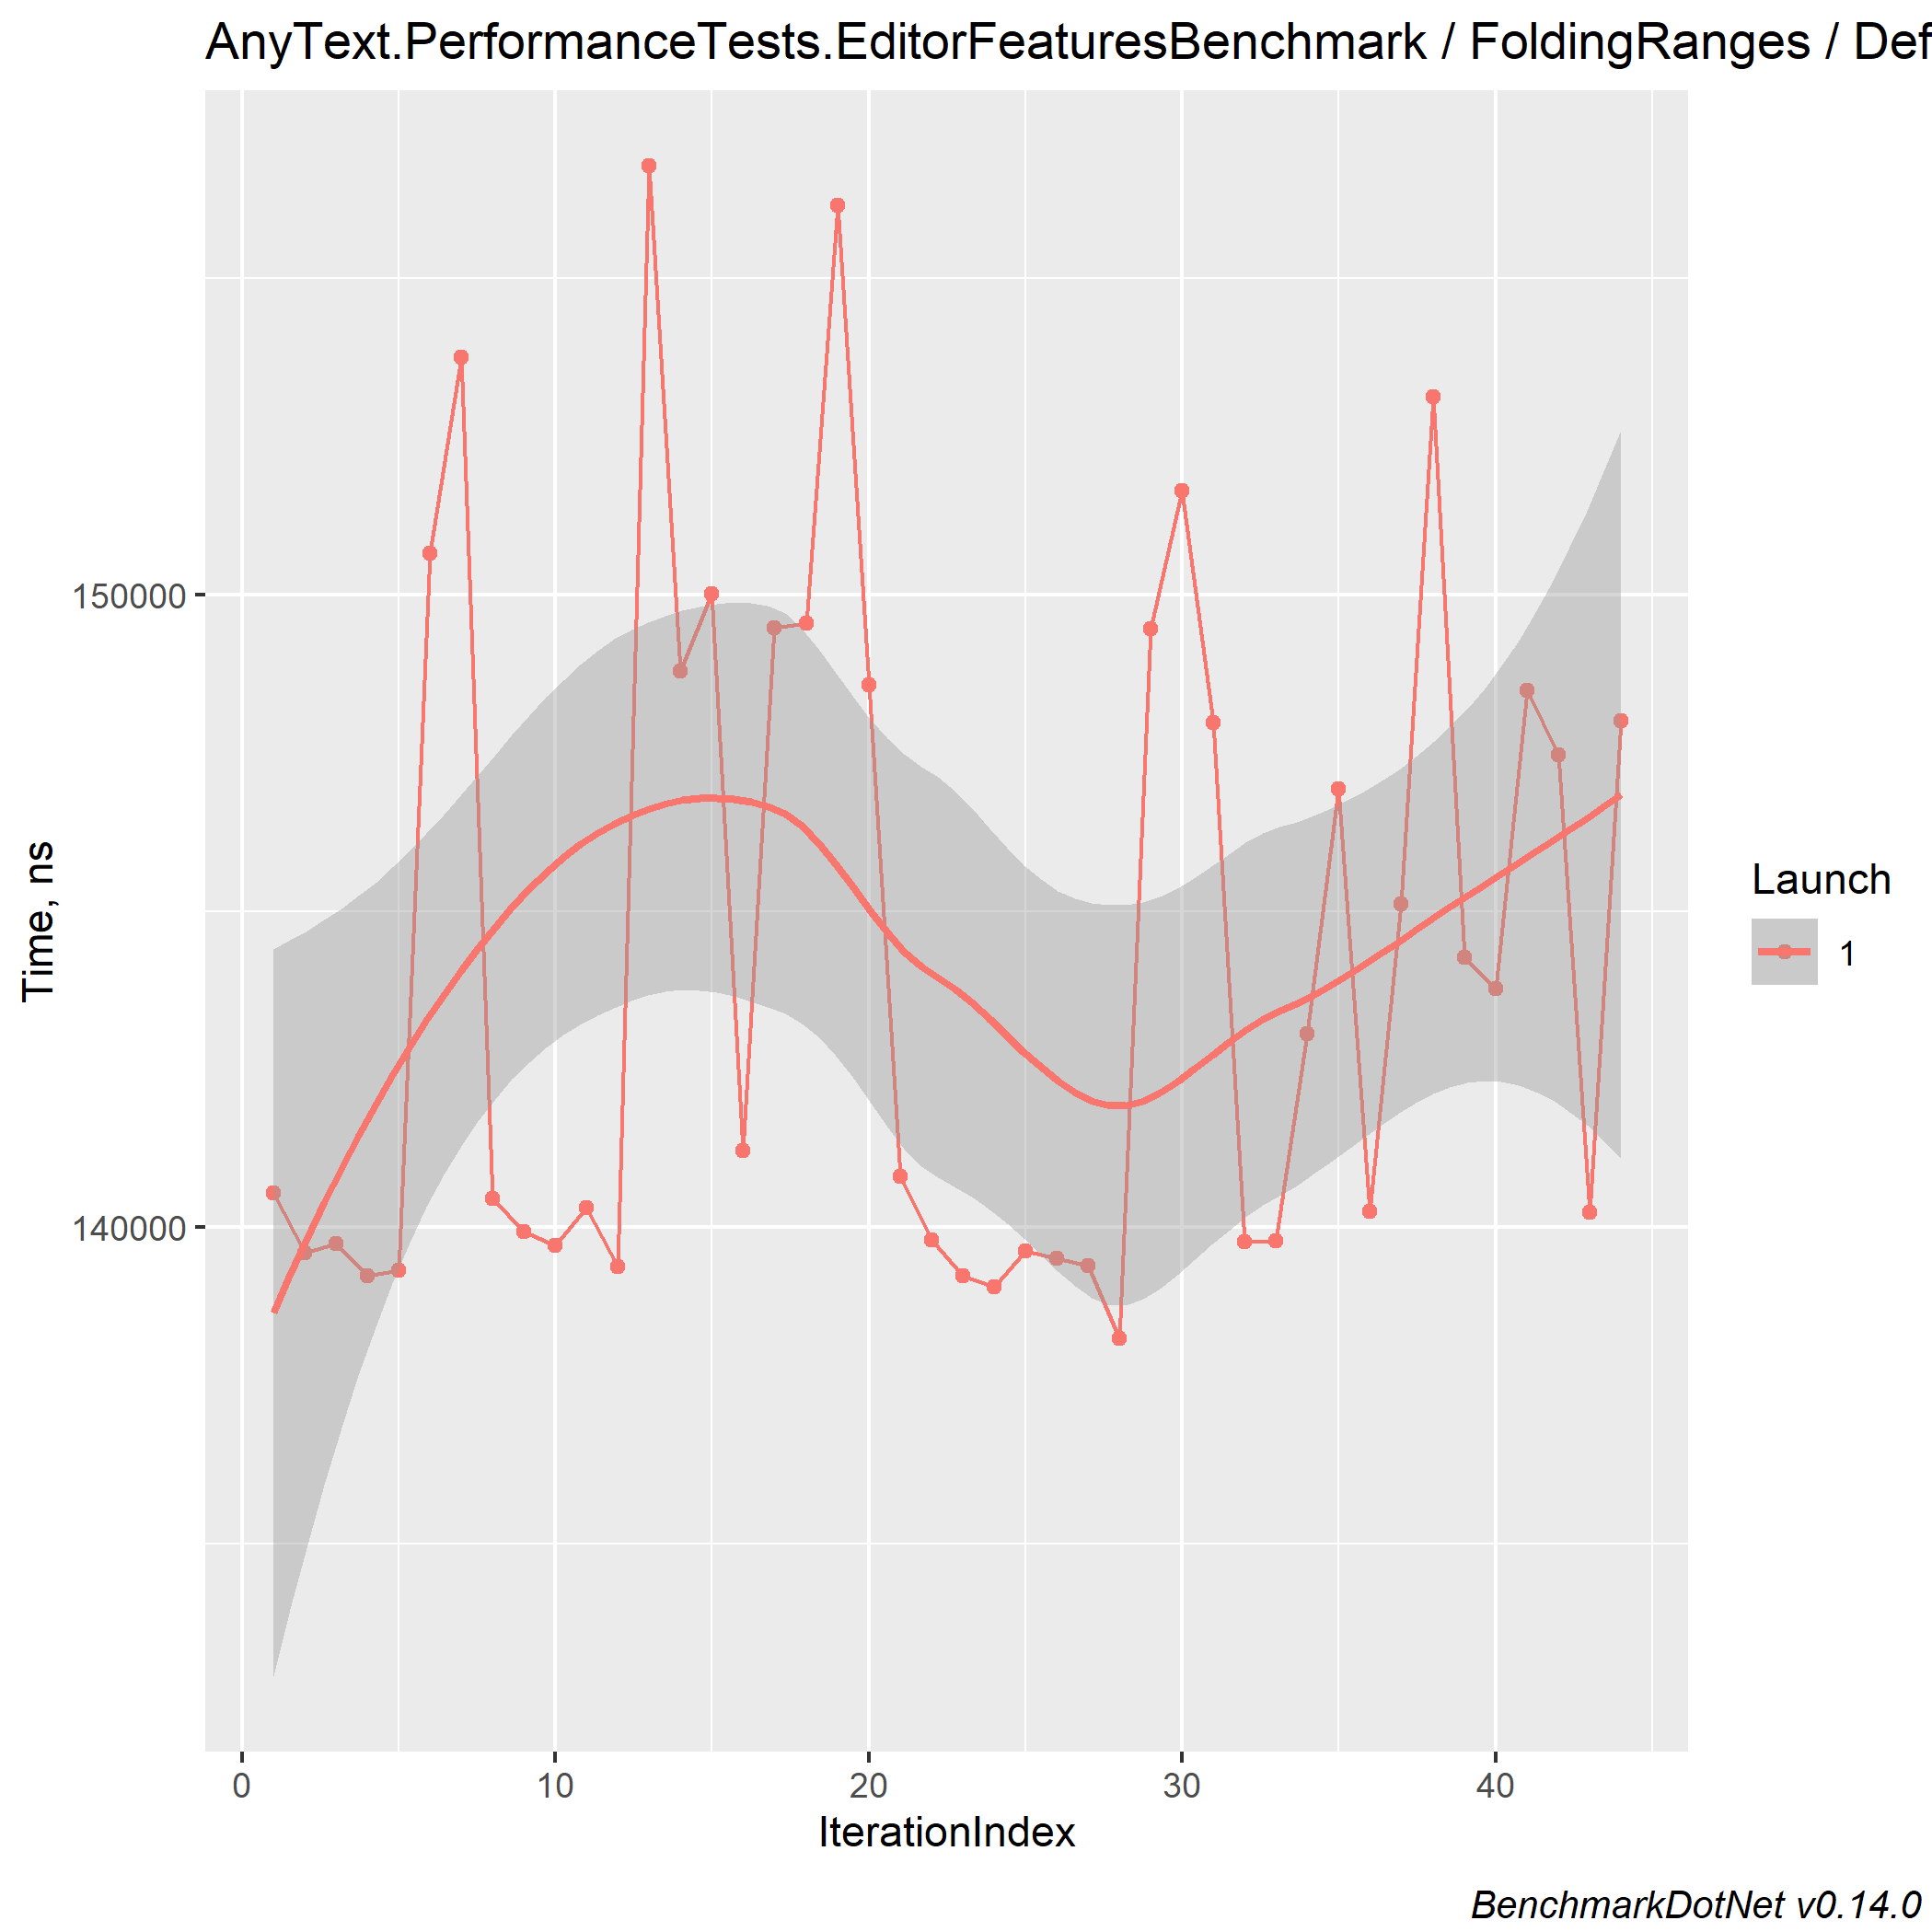 AnyText.PerformanceTests.EditorFeaturesBenchmark / FoldingRanges / Def
150000
140000
Time, ns
0 10 20 30 40
IterationIndex
Launch
1
BenchmarkDotNet v0.14.0